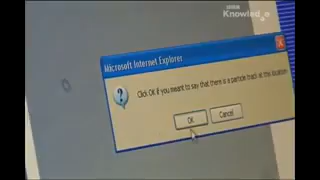 BBC
Knowledge
Microsoft Internet Explorer
Click OK if you meant to say that there is a particle track at this location!
OK
Cancel